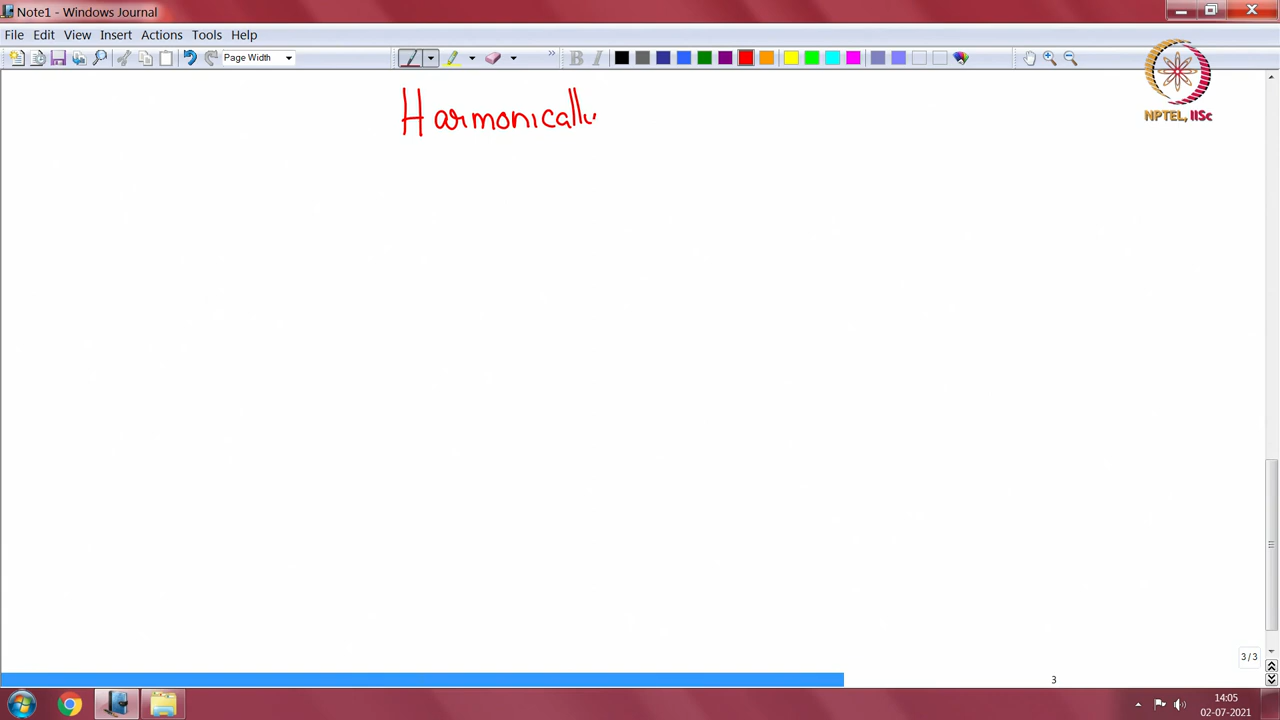 Note1 - Windows Journal
File Edit View Insert Actions Tools Help
Page Width
B I
NPTEL, IISc
Harmonically
3/3
3
14:05
02-07-2021